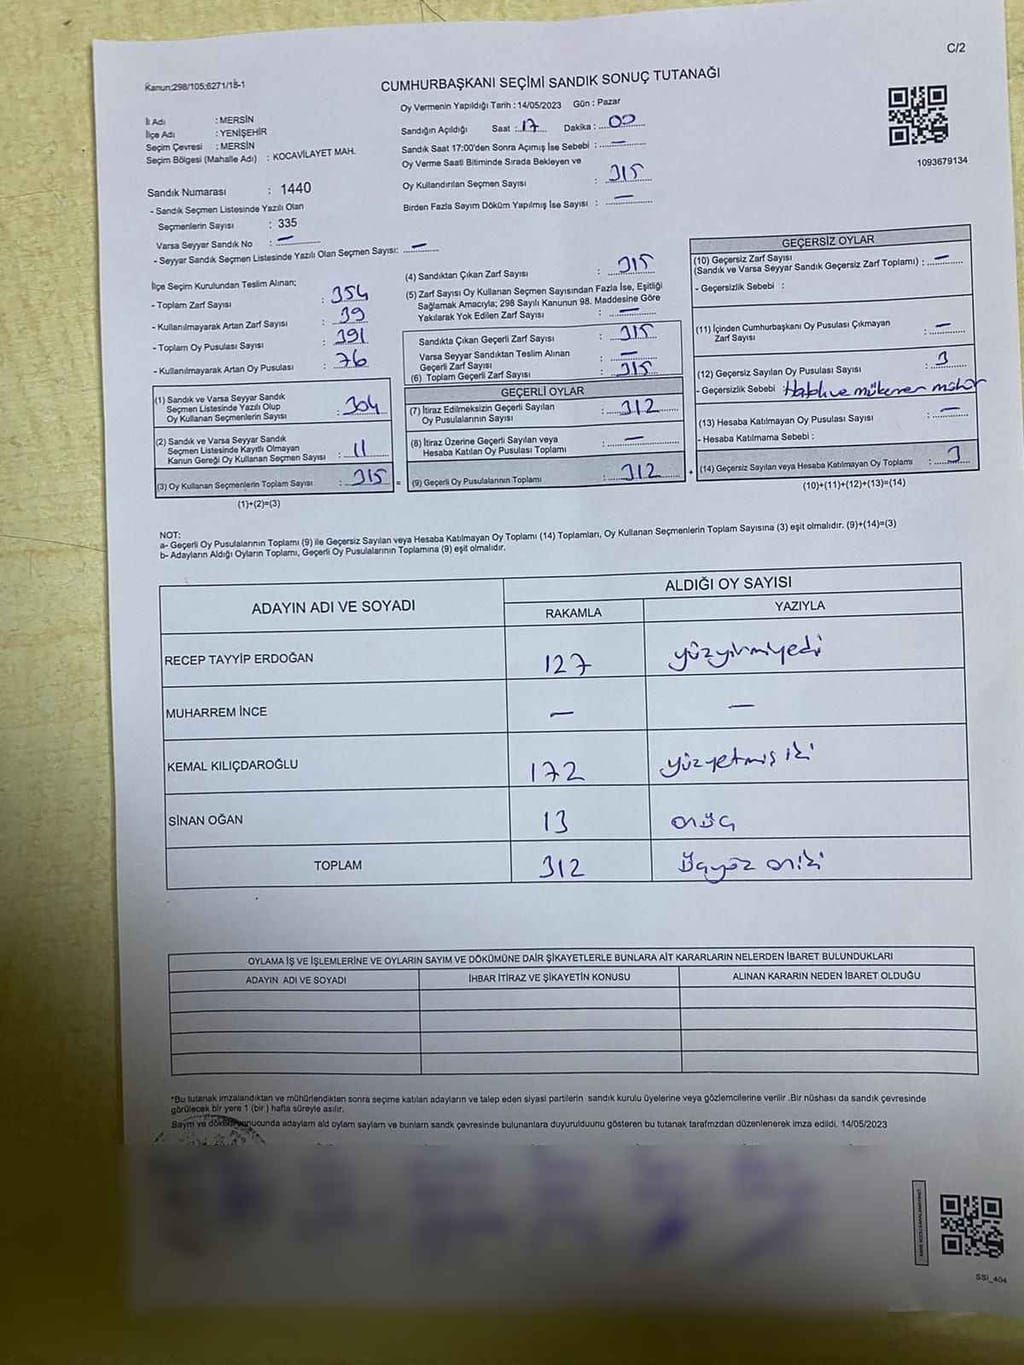 C/2
Kanun:298/105;6271/18-1
CUMHURBAŞKANI SEÇİMİ SANDIK SONUÇ TUTANAĞI
İl Adı : MERSİN
İlçe Adı : YENİŞEHİR
Seçim Çevresi : MERSİN
Seçim Bölgesi (Mahalle Adı) : KOCAVİLAYET MAH.
Sandık Numarası : 1440
- Sandık Seçmen Listesinde Yazılı Olan
Seçmenlerin Sayısı : 335
Varsa Seyyar Sandık No : —
- Seyyar Sandık Seçmen Listesinde Yazılı Olan Seçmen Sayısı: —
Oy Vermenin Yapıldığı Tarih : 14/05/2023 Gün : Pazar
Sandığın Açıldığı Saat : 17 Dakika : 00
Sandık Saat 17:00'den Sonra Açımış İse Sebebi : —
Oy Verme Saati Bitiminde Sırada Bekleyen ve
Oy Kullandırılan Seçmen Sayısı : 315
Birden Fazla Sayım Döküm Yapılmış İse Sayısı : —
1093679134
İlçe Seçim Kurulundan Teslim Alınan;
- Toplam Zarf Sayısı : 354
- Kullanılmayarak Artan Zarf Sayısı : 39
- Toplam Oy Pusulası Sayısı : 391
- Kullanılmayarak Artan Oy Pusulası : 76
(1) Sandık ve Varsa Seyyar Sandık
Seçmen Listesinde Yazılı Olup
Oy Kullanan Seçmenlerin Sayısı : 304
(2) Sandık ve Varsa Seyyar Sandık
Seçmen Listesinde Kayıtlı Olmayan
Kanun Gereği Oy Kullanan Seçmen Sayısı : 11
(3) Oy Kullanan Seçmenlerin Toplam Sayısı : 315
(1)+(2)=(3)
(4) Sandıktan Çıkan Zarf Sayısı : 315
(5) Zarf Sayısı Oy Kullanan Seçmen Sayısından Fazla İse, Eşitliği
Sağlamak Amacıyla; 298 Sayılı Kanunun 98. Maddesine Göre
Yakılarak Yok Edilen Zarf Sayısı : —
Sandıkta Çıkan Geçerli Zarf Sayısı : 315
Varsa Seyyar Sandıktan Teslim Alınan
Geçerli Zarf Sayısı : —
(6) Toplam Geçerli Zarf Sayısı : 315
GEÇERLİ OYLAR
(7) İtiraz Edilmeksizin Geçerli Sayılan
Oy Pusulalarının Sayısı : 312
(8) İtiraz Üzerine Geçerli Sayılan veya
Hesaba Katılan Oy Pusulası Toplamı : —
= (9) Geçerli Oy Pusulalarının Toplamı : 312
GEÇERSİZ OYLAR
(10) Geçersiz Zarf Sayısı
(Sandık ve Varsa Seyyar Sandık Geçersiz Zarf Toplamı) : —
- Geçersizlik Sebebi :
(11) İçinden Cumhurbaşkanı Oy Pusulası Çıkmayan
Zarf Sayısı : —
(12) Geçersiz Sayılan Oy Pusulası Sayısı : 3
- Geçersizlik Sebebi mühür
(13) Hesaba Katılmayan Oy Pusulası Sayısı : —
- Hesaba Katılmama Sebebi :
+ (14) Geçersiz Sayılan veya Hesaba Katılmayan Oy Toplamı : 3
(10)+(11)+(12)+(13)=(14)
NOT:
a- Geçerli Oy Pusulalarının Toplamı (9) ile Geçersiz Sayılan veya Hesaba Katılmayan Oy Toplamı (14) Toplamları, Oy Kullanan Seçmenlerin Toplam Sayısına (3) eşit olmalıdır. (9)+(14)=(3)
b- Adayların Aldığı Oyların Toplamı, Geçerli Oy Pusulalarının Toplamına (9) eşit olmalıdır.
ADAYIN ADI VE SOYADI ALDIĞI OY SAYISI
RAKAMLA YAZIYLA
RECEP TAYYİP ERDOĞAN 127 yüzyirmiyedi
MUHARREM İNCE — —
KEMAL KILIÇDAROĞLU 172 yüzyetmiş iki
SİNAN OĞAN 13 onüç
TOPLAM 312 üçyüz oniki
OYLAMA İŞ VE İŞLEMLERİNE VE OYLARIN SAYIM VE DÖKÜMÜNE DAİR ŞİKAYETLERLE BUNLARA AİT KARARLARIN NELERDEN İBARET BULUNDUKLARI
ADAYIN ADI VE SOYADI İHBAR İTİRAZ VE ŞİKAYETİN KONUSU ALINAN KARARIN NEDEN İBARET OLDUĞU
*Bu tutanak imzalandıktan ve mühürlendikten sonra seçime katılan adayların ve talep eden siyasi partilerin sandık kurulu üyelerine veya gözlemcilerine verilir .Bir nüshası da sandık çevresinde
görülecek bir yere 1 (bir ) hafta süreyle asılır.
Sayım ve döküm sonucunda adayların ald oylam saylam ve bunlam sandk çevresinde bulunanlara duyurulduunu gösteren bu tutanak tarafmzdan düzenlenerek imza edildi. 14/05/2023
SSİ_404